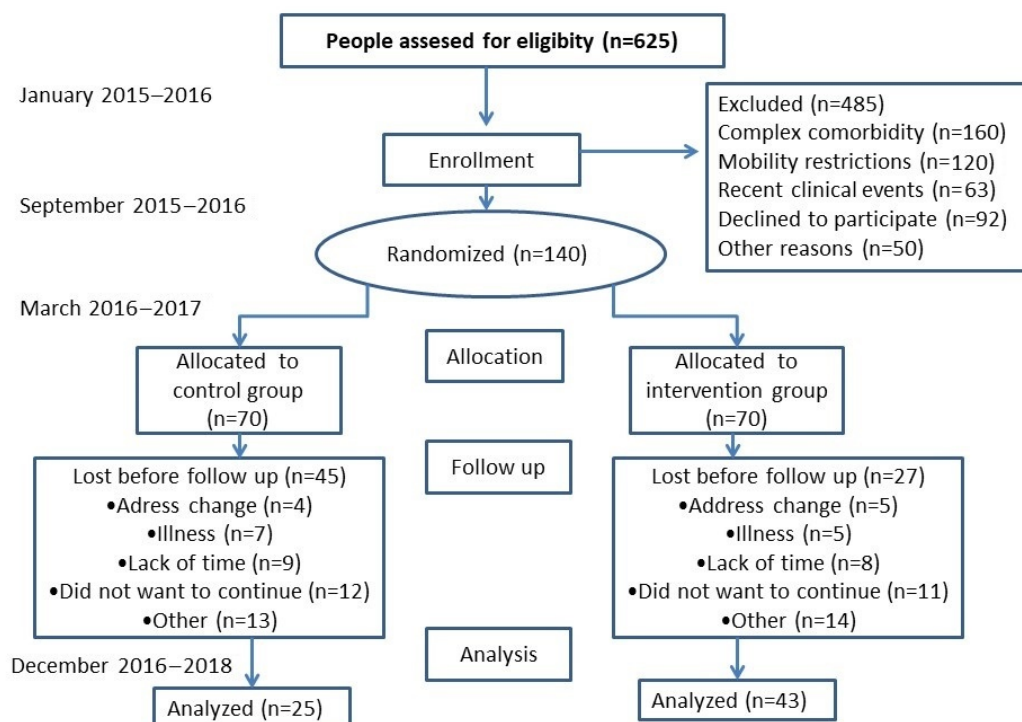 People assesed for eligibity (n=625)
January 2015–2016
Excluded (n=485)
Complex comorbidity (n=160)
Mobility restrictions (n=120)
Recent clinical events (n=63)
Declined to participate (n=92)
Other reasons (n=50)
Enrollment
September 2015–2016
Randomized (n=140)
March 2016–2017
Allocated to
control group
(n=70)
Allocation
Allocated to
intervention group
(n=70)
Follow up
Lost before follow up (n=45)
•Adress change (n=4)
•Illness (n=7)
•Lack of time (n=9)
•Did not want to continue (n=12)
•Other (n=13)
Lost before follow up (n=27)
•Address change (n=5)
•Illness (n=5)
•Lack of time (n=8)
•Did not want to continue (n=11)
•Other (n=14)
Analysis
December 2016–2018
Analyzed (n=25)
Analyzed (n=43)